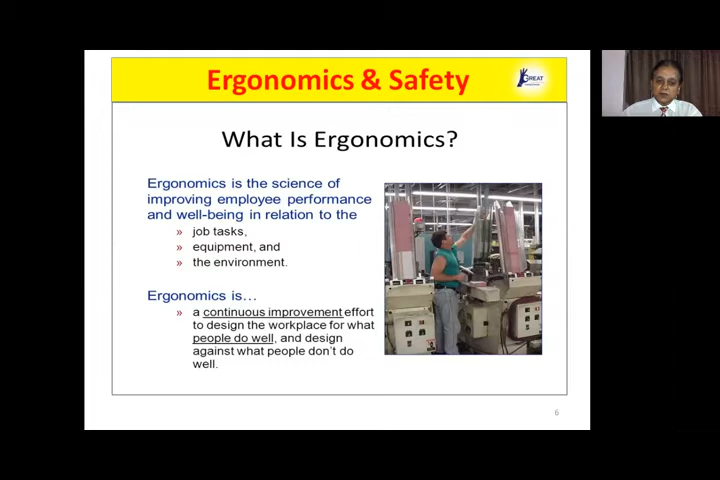 Ergonomics & Safety
GREAT
What Is Ergonomics?
Ergonomics is the science of
improving employee performance
and well-being in relation to the
» job tasks,
» equipment, and
» the environment.
Ergonomics is…
» a continuous improvement effort
to design the workplace for what
people do well, and design
against what people don't do
well.
6